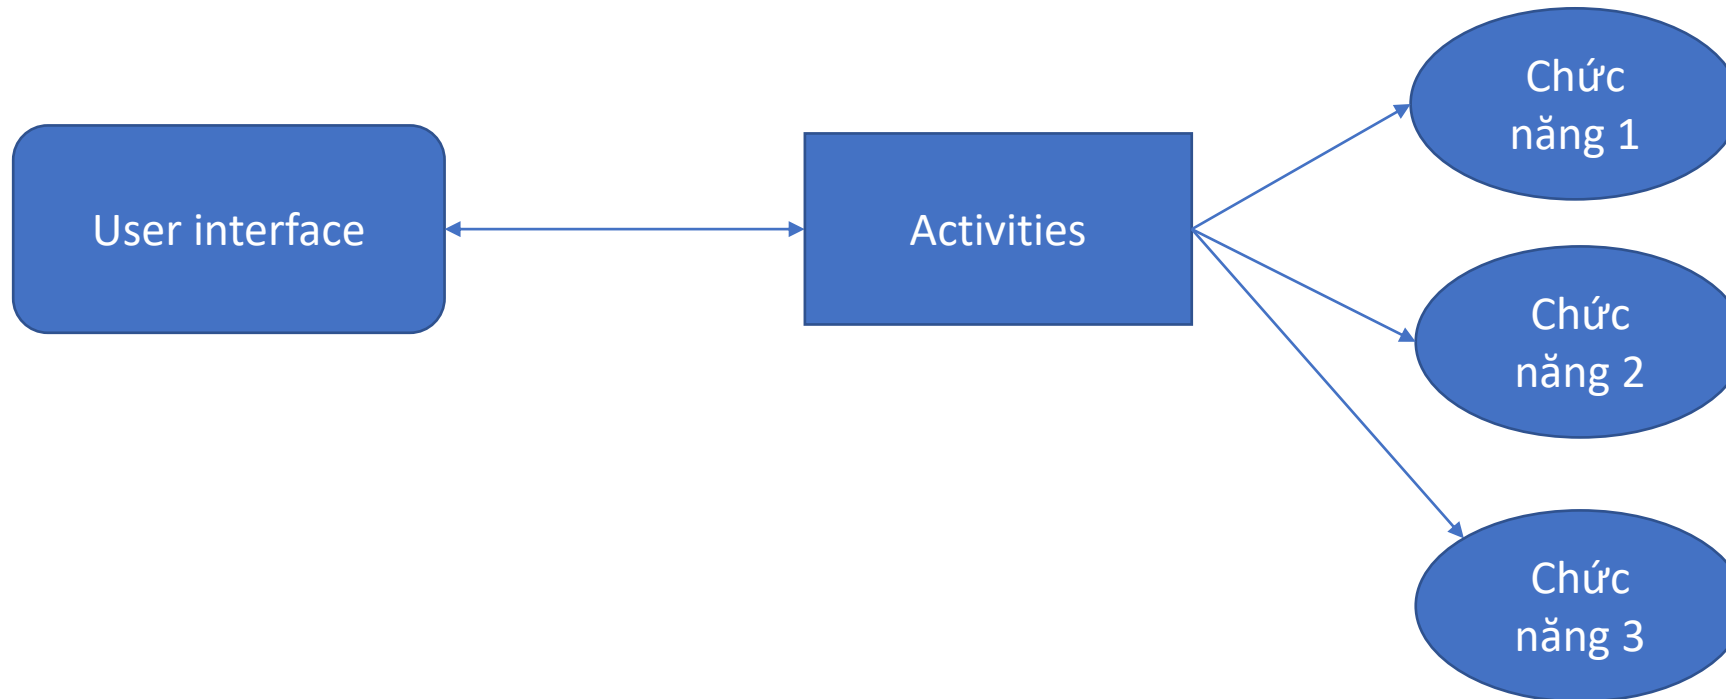 User interface
Activities
Chức
năng 1
Chức
năng 2
Chức
năng 3